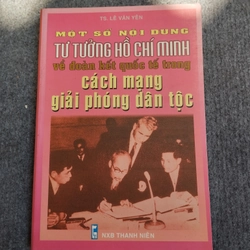 TS. LÊ VĂN YÊN
MỘT SỐ NỘI DUNG
TƯ TƯỞNG HỒ CHÍ MINH
về đoàn kết quốc tế trong
cách mạng
giải phóng dân tộc
NXB THANH NIÊN